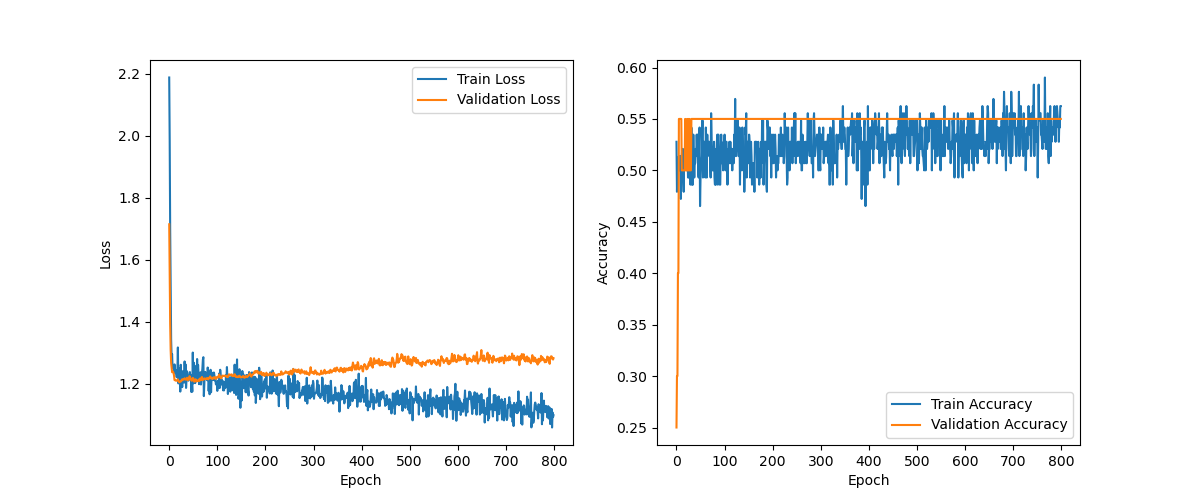 2.2
2.0
1.8
1.6
1.4
1.2
Loss
0 100 200 300 400 500 600 700 800
Epoch
Train Loss
Validation Loss
0.60
0.55
0.50
0.45
0.40
0.35
0.30
0.25
Accuracy
0 100 200 300 400 500 600 700 800
Epoch
Train Accuracy
Validation Accuracy